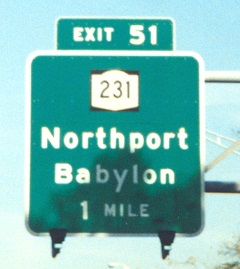 EXIT 51
231
Northport
Babylon
1 MILE